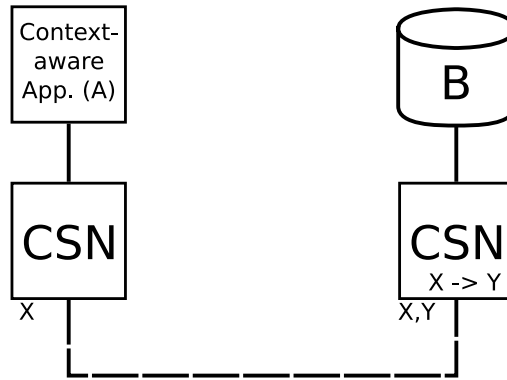 Context-
aware
App. (A)
B
CSN
X
CSN
X -> Y
X,Y